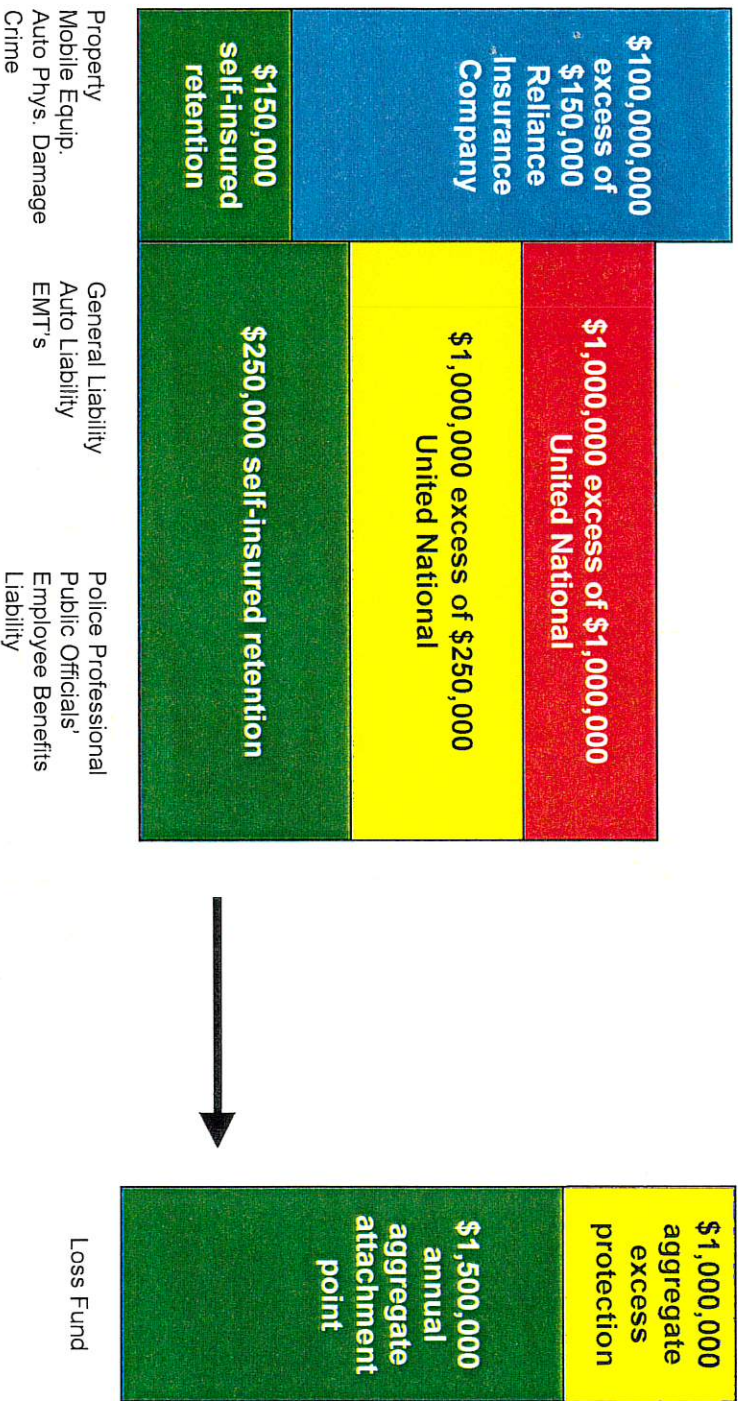 $100,000,000
excess of
$150,000
Reliance
Insurance
Company
$150,000
self-insured
retention
$1,000,000 excess of $1,000,000
United National
$1,000,000 excess of $250,000
United National
$250,000 self-insured retention
Property
Mobile Equip.
Auto Phys. Damage
Crime
General Liability
Auto Liability
EMT's
Police Professional
Public Officials'
Employee Benefits
Liability
$1,000,000
aggregate
excess
protection
$1,500,000
annual
aggregate
attachment
point
Loss Fund